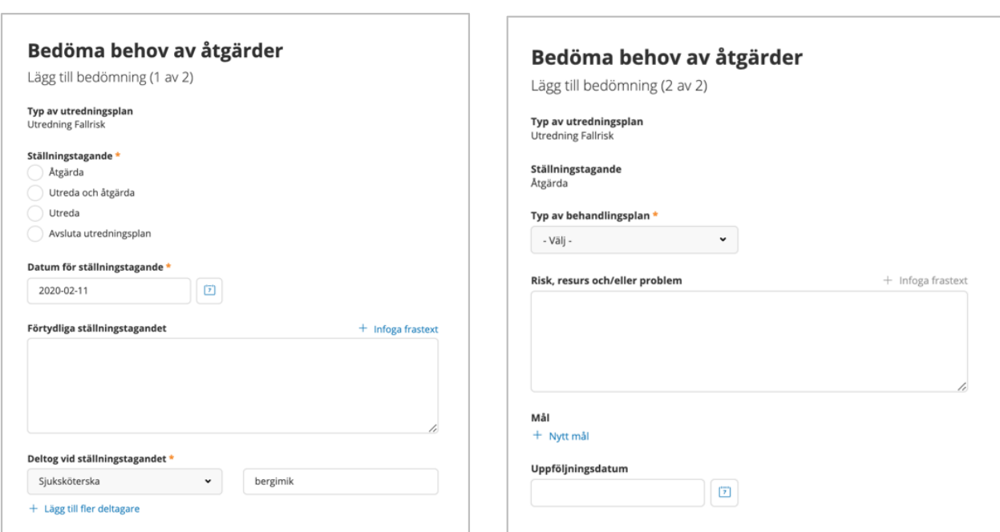 Bedöma behov av åtgärder
Lägg till bedömning (1 av 2)
Typ av utredningsplan
Utredning Fallrisk
Ställningstagande *
Åtgärda
Utreda och åtgärda
Utreda
Avsluta utredningsplan
Datum för ställningstagande *
2020-02-11
7
Förtydliga ställningstagandet
+ Infoga frastext
Deltog vid ställningstagandet *
Sjuksköterska
bergimik
+ Lägg till fler deltagare
Bedöma behov av åtgärder
Lägg till bedömning (2 av 2)
Typ av utredningsplan
Utredning Fallrisk
Ställningstagande
Åtgärda
Typ av behandlingsplan *
- Välj -
Risk, resurs och/eller problem
+ Infoga frastext
Mål
+ Nytt mål
Uppföljningsdatum
7